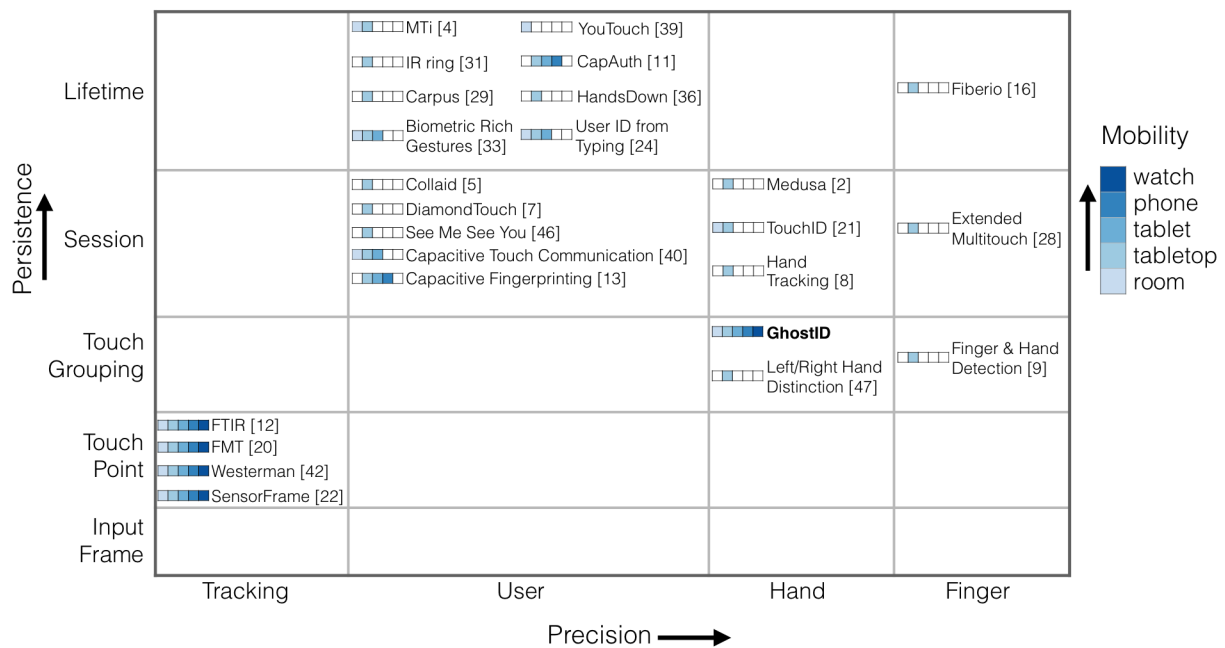 Persistence
Lifetime
MTi [4]
YouTouch [39]
IR ring [31]
CapAuth [11]
Carpus [29]
HandsDown [36]
Biometric Rich
Gestures [33]
User ID from
Typing [24]
Fiberio [16]
Session
Collaid [5]
DiamondTouch [7]
See Me See You [46]
Capacitive Touch Communication [40]
Capacitive Fingerprinting [13]
Medusa [2]
TouchID [21]
Hand
Tracking [8]
Extended
Multitouch [28]
Touch
Grouping
GhostID
Left/Right Hand
Distinction [47]
Finger & Hand
Detection [9]
Touch
Point
FTIR [12]
FMT [20]
Westerman [42]
SensorFrame [22]
Input
Frame
Tracking
User
Hand
Finger
Precision
Mobility
watch
phone
tablet
tabletop
room